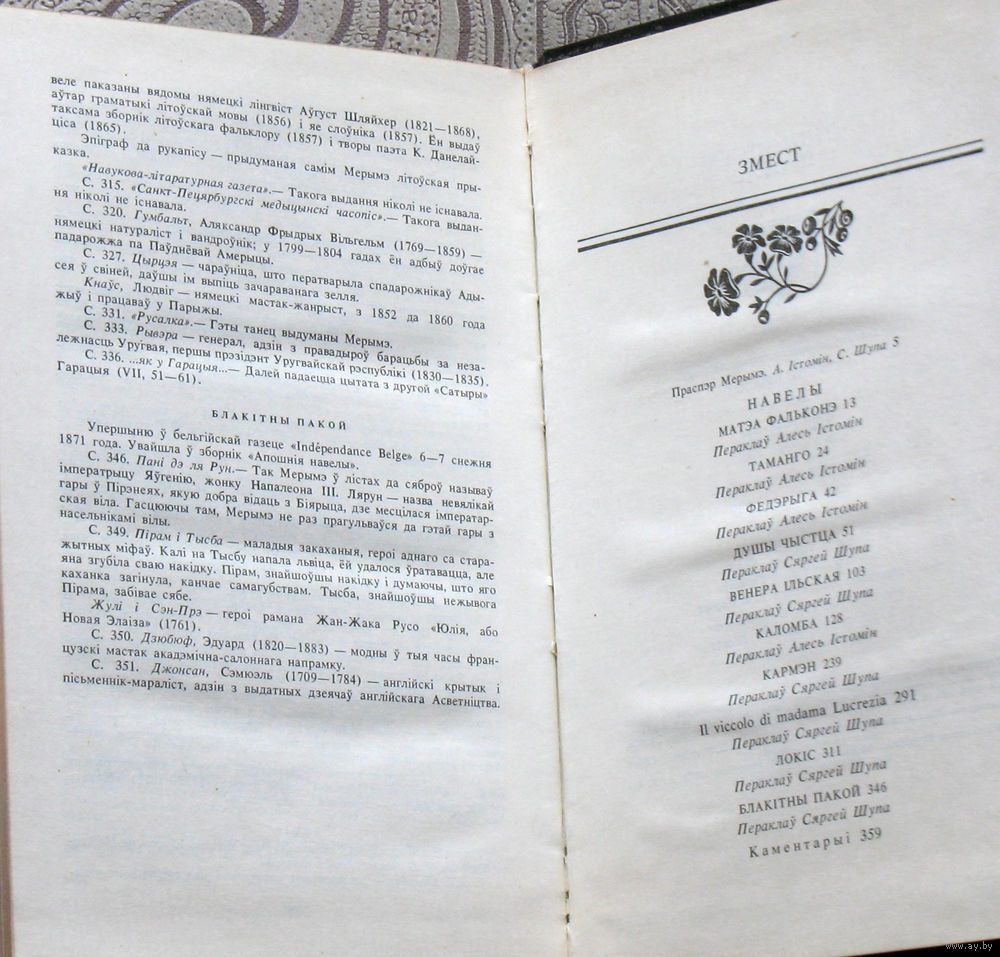 веле паказаны вядомы нямецкі лінгвіст Аўгуст Шляйхер (1821—1868),
аўтар граматыкі літоўскай мовы (1856) і яе слоўніка (1857). Ён выдаў
таксама зборнік літоўскага фальклору (1857) і творы паэта К. Данелай-
ціса (1865).
Эпіграф да рукапісу — прыдуманая самім Мерымэ літоўская пры-
казка.
«Навукова-літаратурная газета».— Такога выдання ніколі не існавала.
С. 315. «Санкт-Пецярбургскі медыцынскі часопіс».— Такога выдан-
ня ніколі не існавала.
С. 320. Гумбальт, Аляксандр Фрыдрых Вільгельм (1769—1859) —
нямецкі натураліст і вандроўнік; у 1799—1804 гадах ён адбыў доўгае
падарожжа па Паўднёвай Амерыцы.
С. 327. Цырцэя — чараўніца, што ператварыла спадарожнікаў Ады-
сея ў свіней, даўшы ім выпіць зачараванага зелля.
Кнаўс, Людвіг — нямецкі мастак-жанрыст, з 1852 да 1860 года
жыў і працаваў у Парыжы.
С. 331. «Русалка».— Гэты танец выдуманы Мерымэ.
С. 333. Рывэра — генерал, адзін з правадыроў барацьбы за неза-
лежнасць Уругвая, першы прэзідэнт Уругвайскай рэспублікі (1830—1835).
С. 336. ...як у Гарацыя...— Далей падаецца цытата з другой «Сатыры»
Гарацыя (VII, 51—61).
БЛАКІТНЫ ПАКОЙ
Упершыню ў бельгійскай газеце «Indépendance Belge» 6—7 снежня
1871 года. Увайшла ў зборнік «Апошнія навелы».
С. 346. Пані дэ ля Рун.— Так Мерымэ ў лістах да сяброў называў
імператрыцу Яўгенію, жонку Напалеона III. Лярун — назва невялікай
гары ў Пірэнеях, якую добра відаць з Біярыца, дзе месцілася імператар-
ская віла. Гасцюючы там, Мерымэ не раз прагульваўся да гэтай гары з
насельнікамі вілы.
С. 349. Пірам і Тысба — маладыя закаханыя, героі аднаго са стара-
жытных міфаў. Калі на Тысбу напала львіца, ёй удалося ўратавацца, але
яна згубіла сваю накідку. Пірам, знайшоўшы накідку і думаючы, што яго
каханка загінула, канчае самагубствам. Тысба, знайшоўшы нежывога
Пірама, забівае сябе.
Жулі і Сэн-Прэ — героі рамана Жан-Жака Русо «Юлія, або
Новая Элаіза» (1761).
С. 350. Дзюбюф, Эдуард (1820—1883) — модны ў тыя часы фран-
цузскі мастак акадэмічна-салоннага напрамку.
С. 351. Джонсан, Сэмюэль (1709—1784) — англійскі крытык і
пісьменнік-мараліст, адзін з выдатных дзеячаў англійскага Асветніцтва.
ЗМЕСТ
Праспэр Мерымэ. А. Істомін, С. Шупа 5
НАВЕЛЫ
МАТЭА ФАЛЬКОНЭ 13
Пераклаў Алесь Істомін
ТАМАНГО 24
Пераклаў Алесь Істомін
ФЕДЭРЫГА 42
Пераклаў Алесь Істомін
ДУШЫ ЧЫСТЦА 51
Пераклаў Сяргей Шупа
ВЕНЕРА ІЛЬСКАЯ 103
Пераклаў Сяргей Шупа
КАЛОМБА 128
Пераклаў Алесь Істомін
КАРМЭН 239
Пераклаў Сяргей Шупа
Il viccolo di madama Lucrezia 291
Пераклаў Сяргей Шупа
ЛОКІС 311
Пераклаў Сяргей Шупа
БЛАКІТНЫ ПАКОЙ 346
Пераклаў Сяргей Шупа
Каментарыі 359
www.ay.by